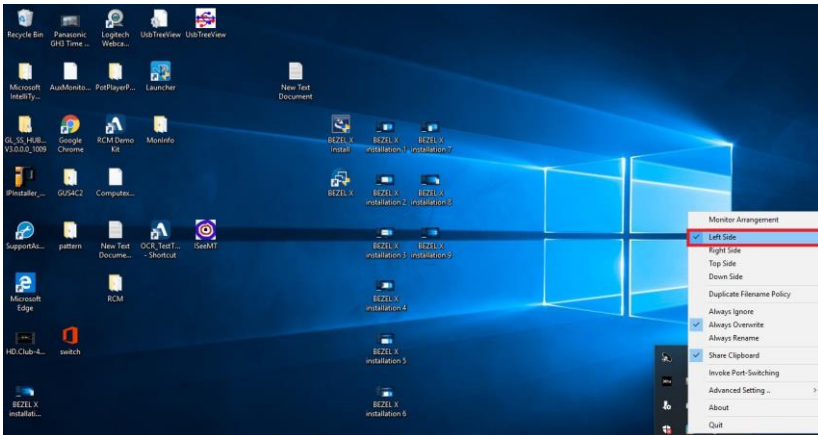 Recycle Bin
Panasonic
GH3 Time ...
Logitech
Webca...
UsbTreeView
UsbTreeView
Microsoft
IntelliTy...
AuxMonito...
PotPlayerP...
Launcher
New Text
Document
GL_SS_HUB...
V3.0.0.0_1009
Google
Chrome
RCM Demo
Kit
MonInfo
BEZEL X
Install
BEZEL X
installation 1
BEZEL X
installation 7
IPinstaller_...
GUS4C2
Computex...
BEZEL X
BEZEL X
installation 2
BEZEL X
installation 8
SupportAs...
pattern
New Text
Docume...
OCR_TestT...
- Shortcut
ISeeMT
BEZEL X
installation 3
BEZEL X
installation 9
Microsoft
Edge
RCM
BEZEL X
installation 4
HD.Club-4...
switch
BEZEL X
installation 5
BEZEL X
installati...
BEZEL X
installation 6
Monitor Arrangement
Left Side
Right Side
Top Side
Down Side
Duplicate Filename Policy
Always Ignore
Always Overwrite
Always Rename
Share Clipboard
Invoke Port-Switching
Advanced Setting ..
About
Quit